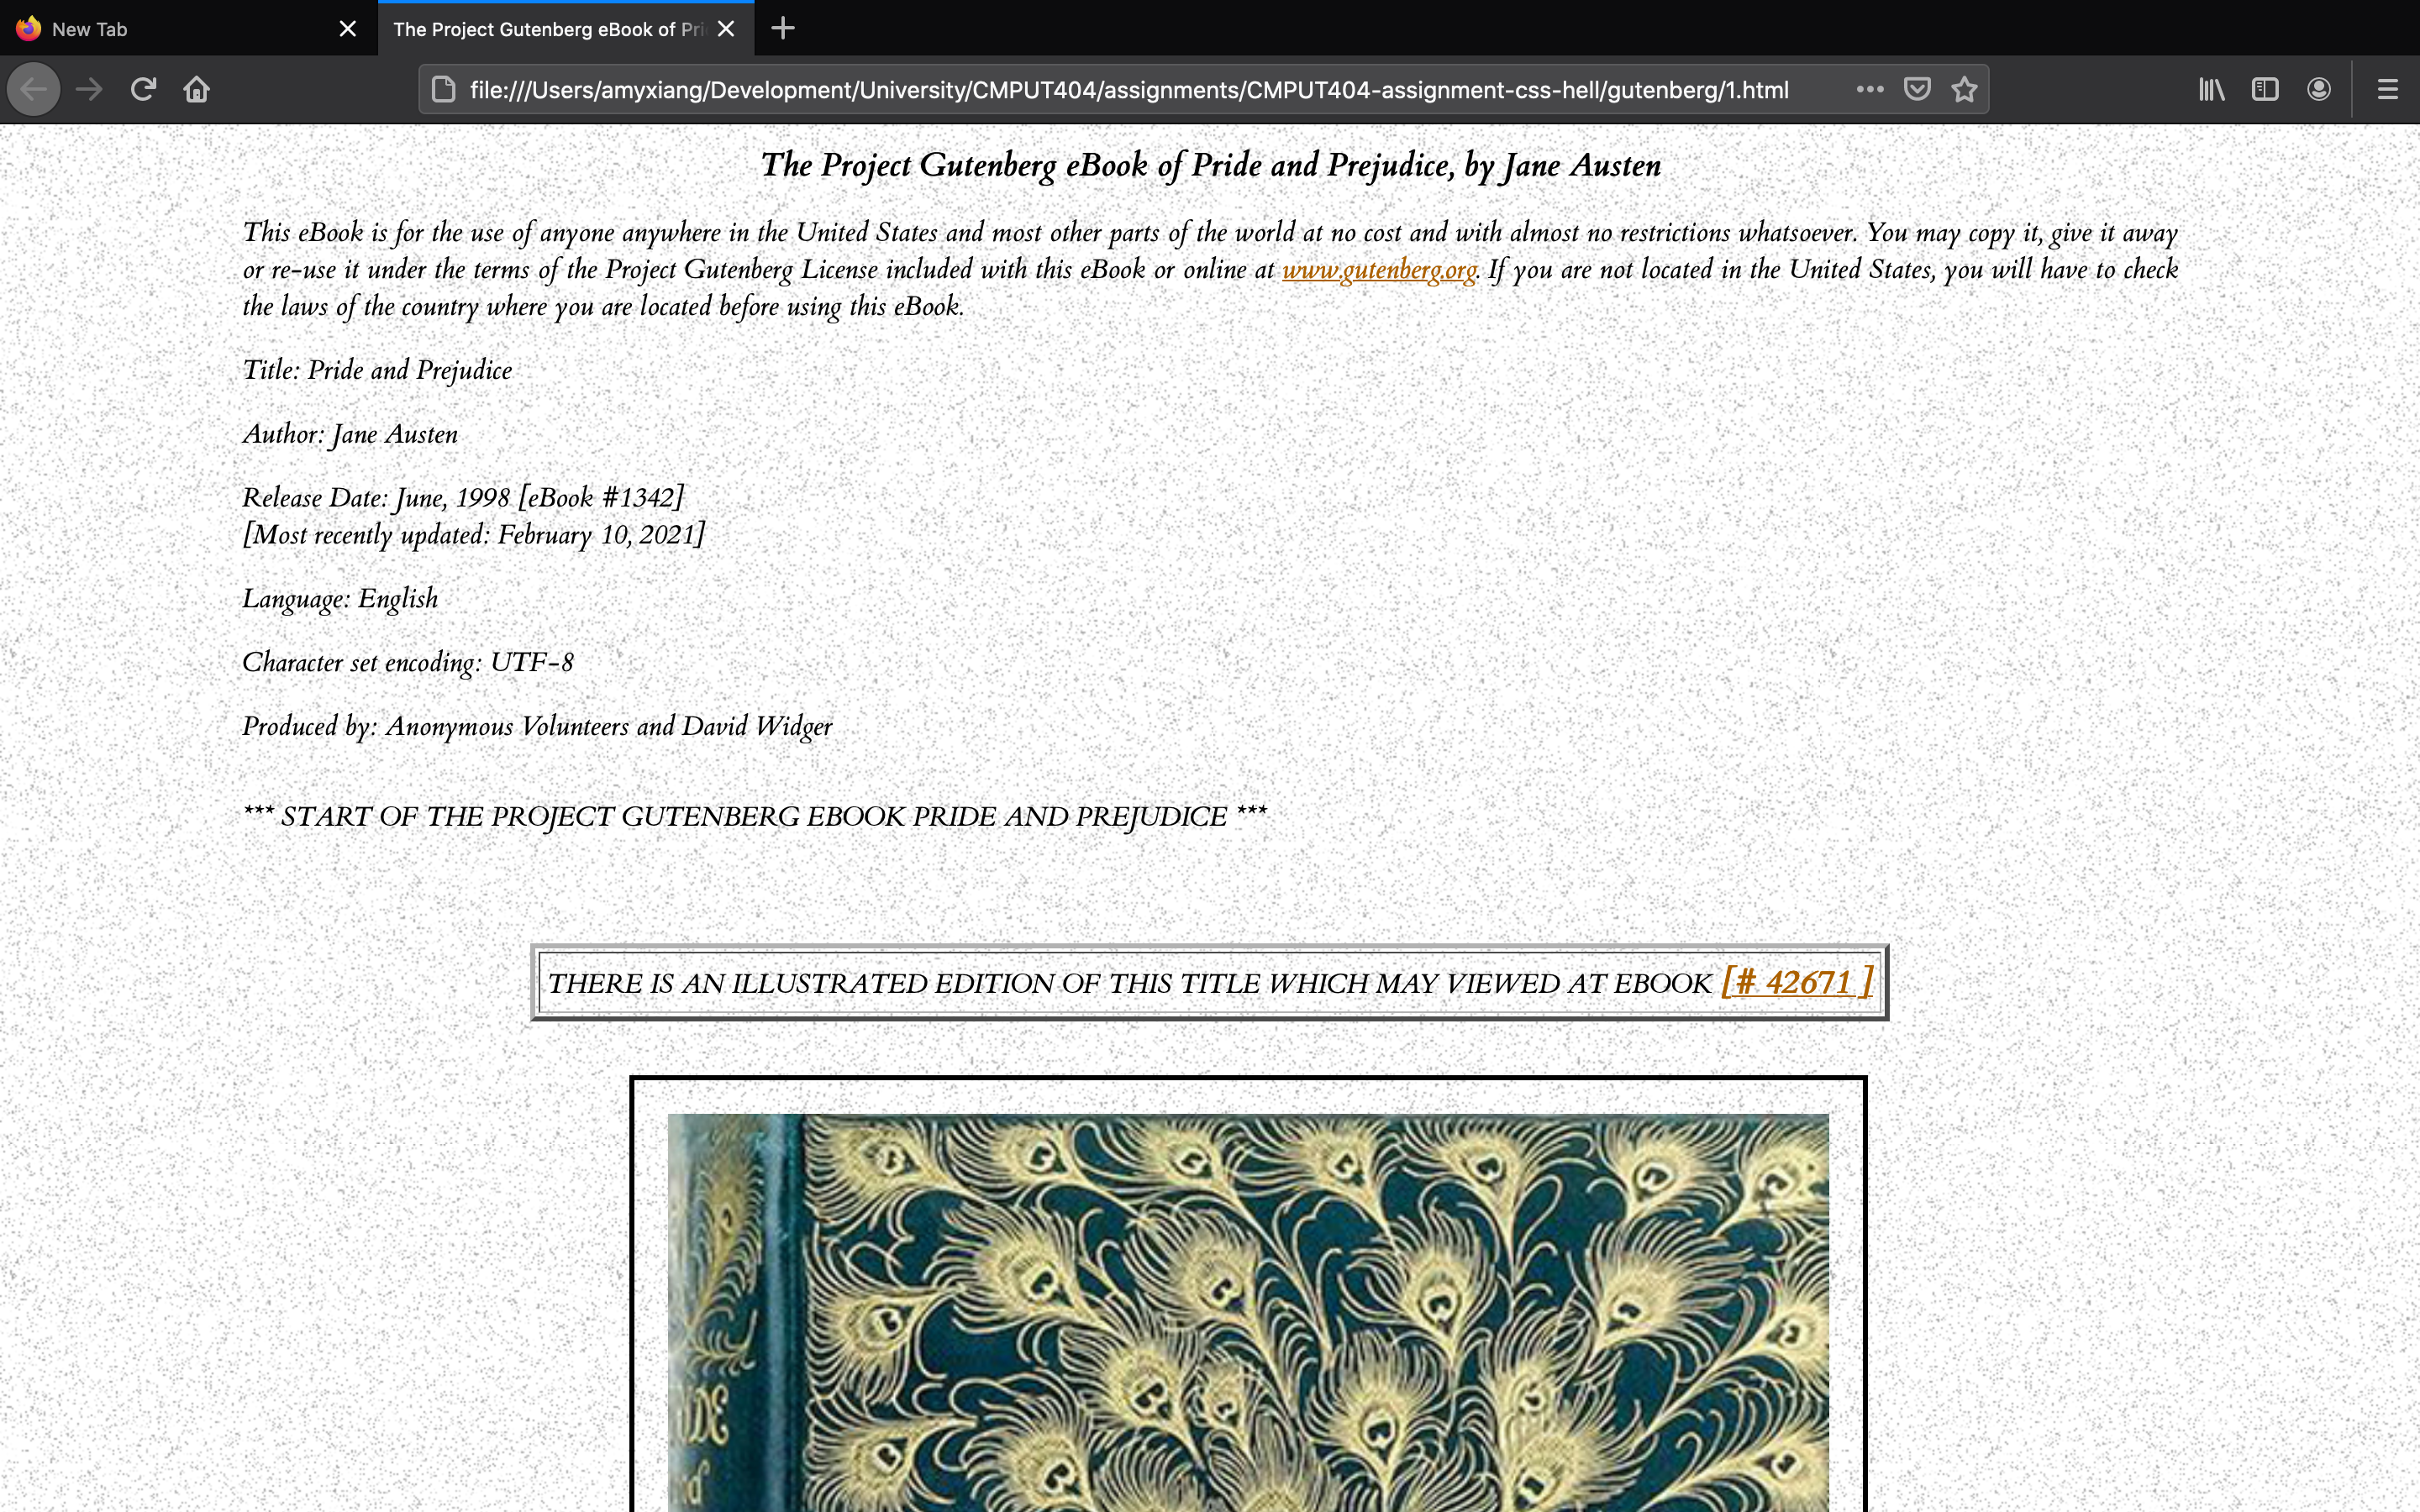 New Tab
The Project Gutenberg eBook of Pri
file:///Users/amyxiang/Development/University/CMPUT404/assignments/CMPUT404-assignment-css-hell/gutenberg/1.html
The Project Gutenberg eBook of Pride and Prejudice, by Jane Austen
This eBook is for the use of anyone anywhere in the United States and most other parts of the world at no cost and with almost no restrictions whatsoever. You may copy it, give it away
or re-use it under the terms of the Project Gutenberg License included with this eBook or online at www.gutenberg.org. If you are not located in the United States, you will have to check
the laws of the country where you are located before using this eBook.
Title: Pride and Prejudice
Author: Jane Austen
Release Date: June, 1998 [eBook #1342]
[Most recently updated: February 10, 2021]
Language: English
Character set encoding: UTF-8
Produced by: Anonymous Volunteers and David Widger
*** START OF THE PROJECT GUTENBERG EBOOK PRIDE AND PREJUDICE ***
THERE IS AN ILLUSTRATED EDITION OF THIS TITLE WHICH MAY VIEWED AT EBOOK [# 42671 ]